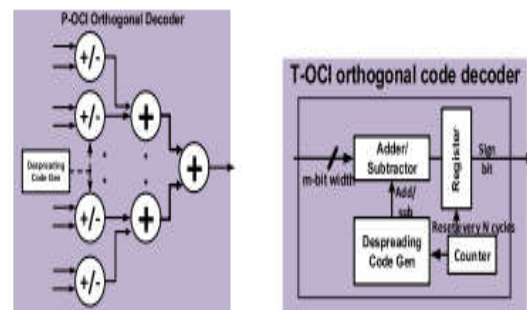 P-OCI Orthogonal Decoder
+/-
+/-
+
Despreading
Code Gen
+
+/-
+
+/-
T-OCI orthogonal code decoder
Adder/
Subtractor
Register
Sign
bit
m-bit width
Add/
sub
Reset every N cycles
Despreading
Code Gen
Counter